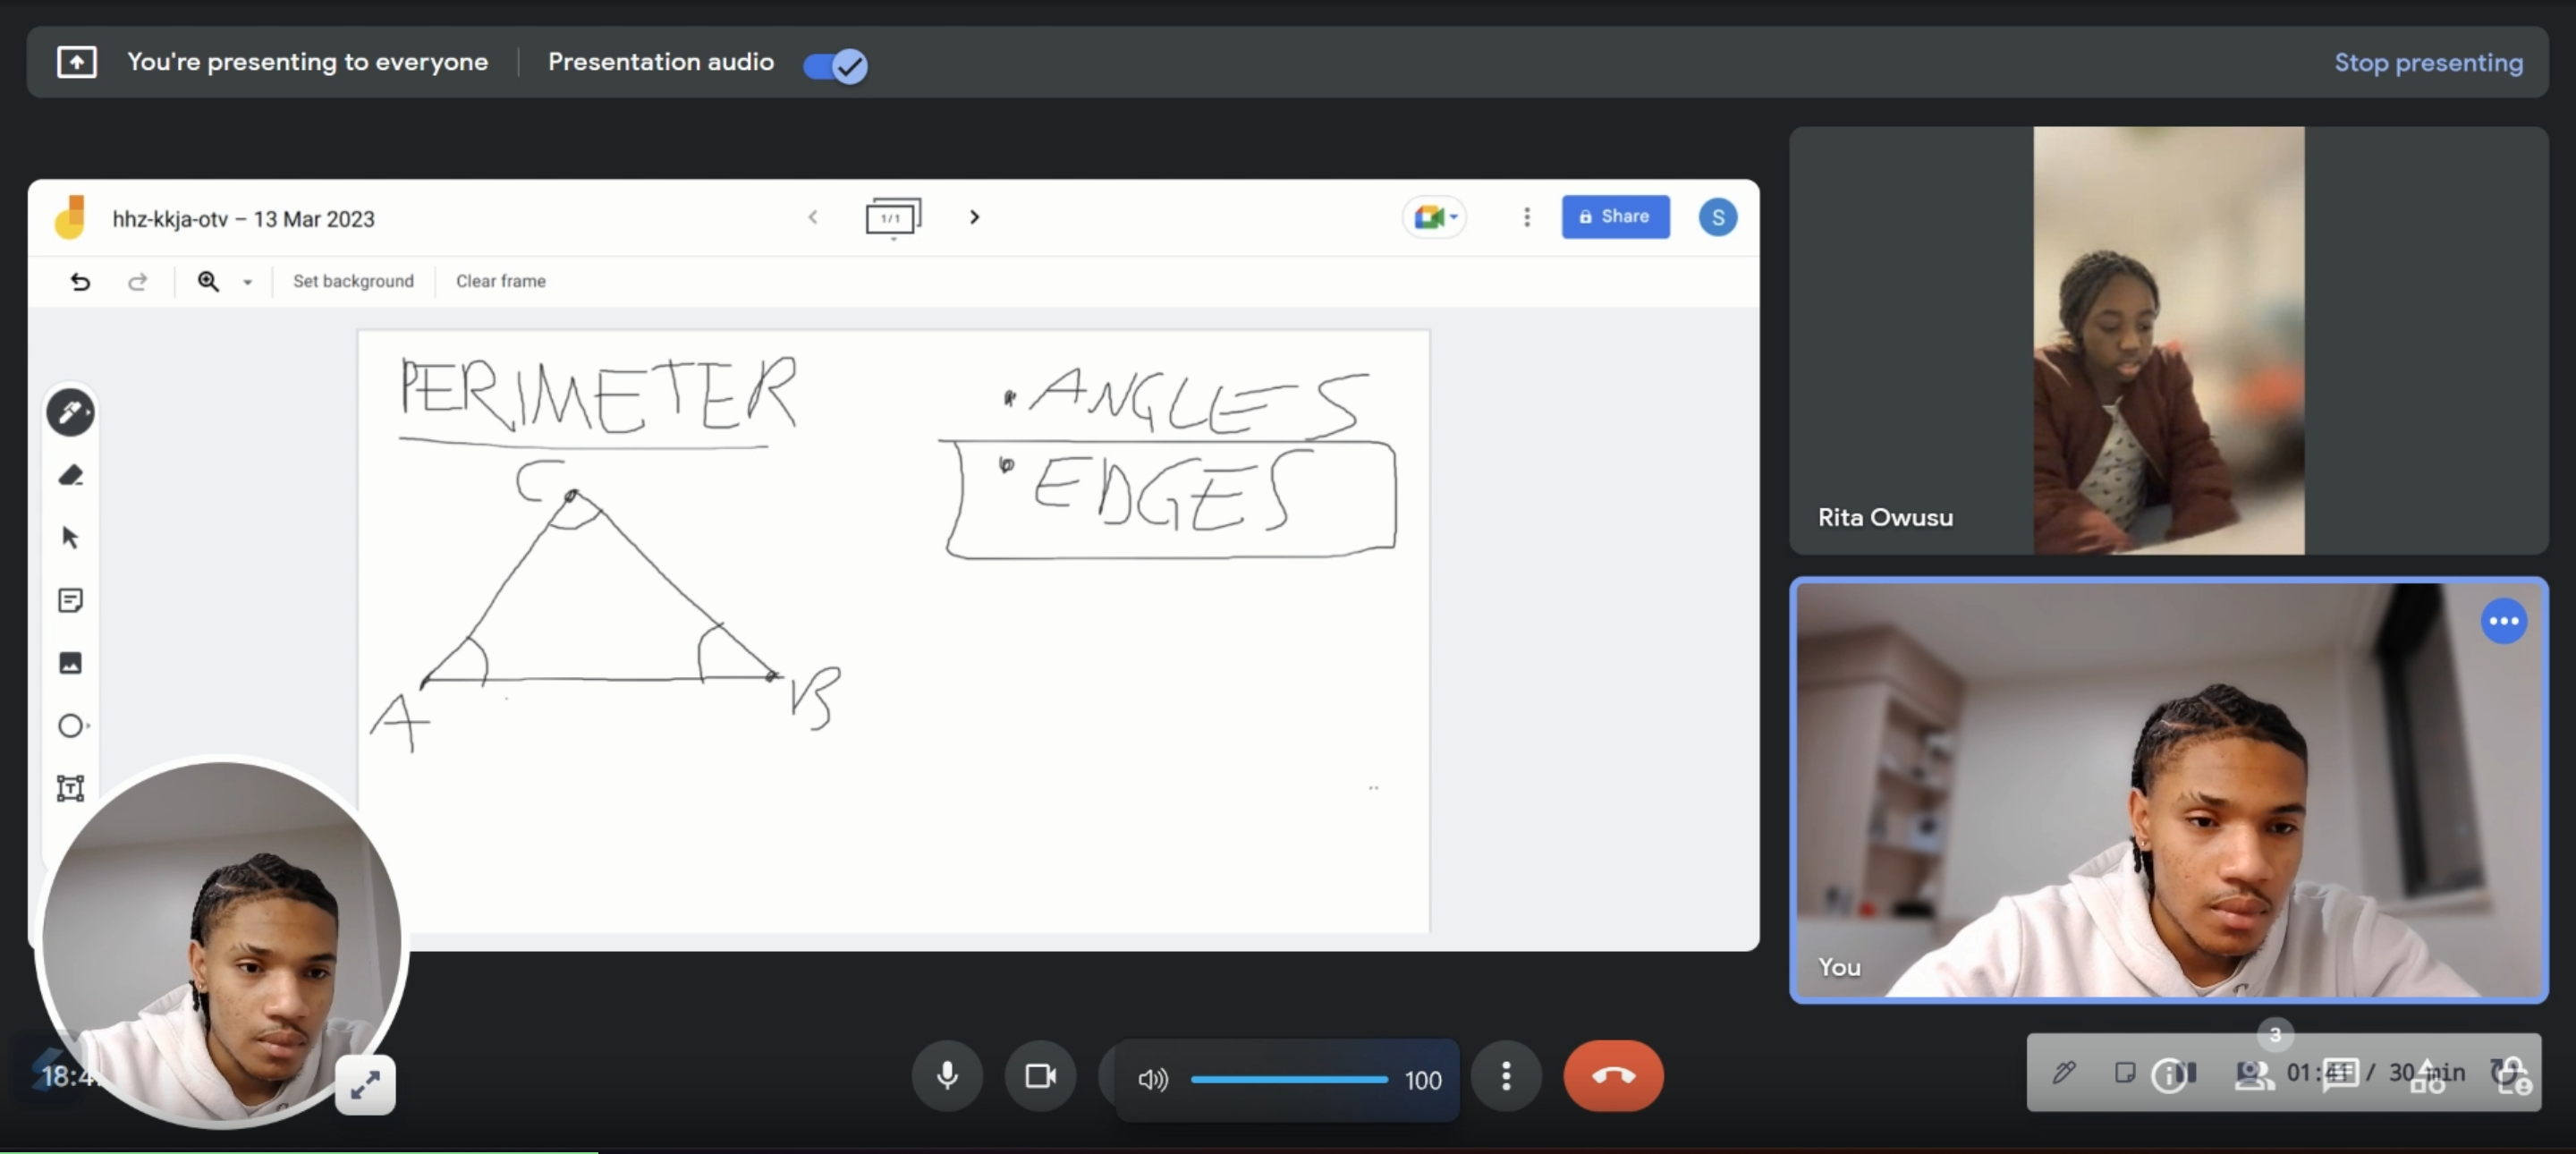 You're presenting to everyone
Presentation audio
Stop presenting
hhz-kkja-otv – 13 Mar 2023
1/1
Share
S
Set background
Clear frame
PERIMETER
• ANGLES
• EDGES
C
A
B
T
Rita Owusu
You
18:4
100
3
01:41 / 30 min